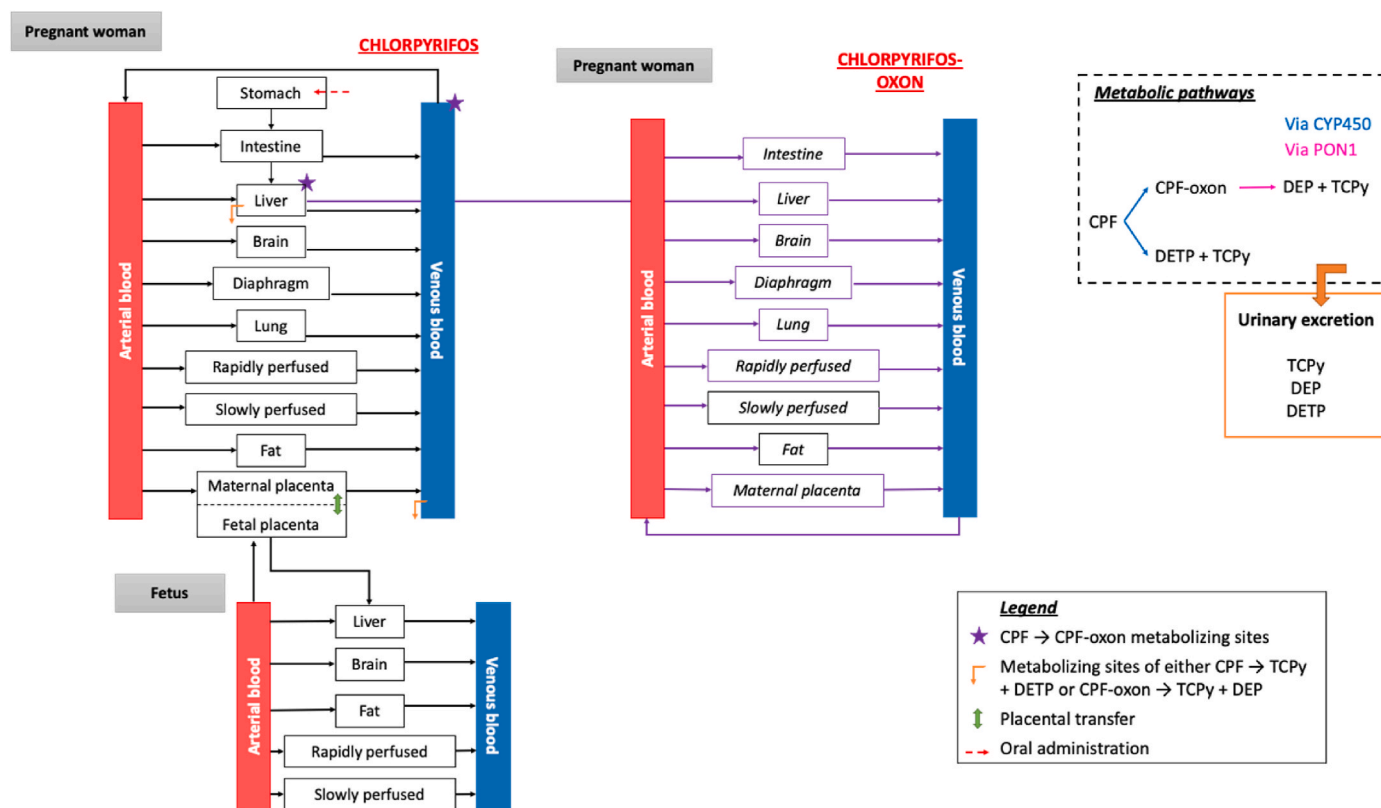 Pregnant woman
CHLORPYRIFOS
Stomach
Intestine
Liver
Brain
Diaphragm
Lung
Rapidly perfused
Slowly perfused
Fat
Maternal placenta
Fetal placenta
Arterial blood
Venous blood
Fetus
Liver
Brain
Fat
Rapidly perfused
Slowly perfused
Arterial blood
Venous blood
Pregnant woman
CHLORPYRIFOS-
OXON
Intestine
Liver
Brain
Diaphragm
Lung
Rapidly perfused
Slowly perfused
Fat
Maternal placenta
Arterial blood
Venous blood
Metabolic pathways
Via CYP450
Via PON1
CPF-oxon → DEP + TCPy
CPF
DETP + TCPy
Urinary excretion
TCPy
DEP
DETP
Legend
CPF → CPF-oxon metabolizing sites
Metabolizing sites of either CPF → TCPy
+ DETP or CPF-oxon → TCPy + DEP
Placental transfer
Oral administration